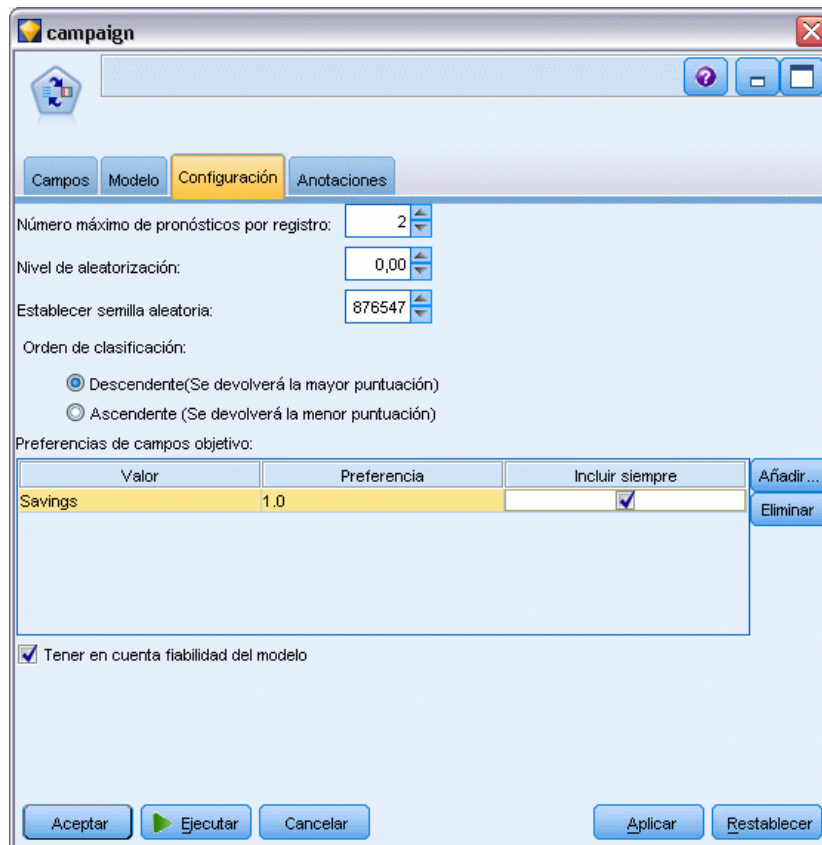 campaign
Campos Modelo Configuración Anotaciones
Número máximo de pronósticos por registro: 2
Nivel de aleatorización: 0,00
Establecer semilla aleatoria: 876547
Orden de clasificación:
Descendente(Se devolverá la mayor puntuación)
Ascendente (Se devolverá la menor puntuación)
Preferencias de campos objetivo:
Valor Preferencia Incluir siempre Añadir...
Savings 1.0 Eliminar
Tener en cuenta fiabilidad del modelo
Aceptar Ejecutar Cancelar Aplicar Restablecer